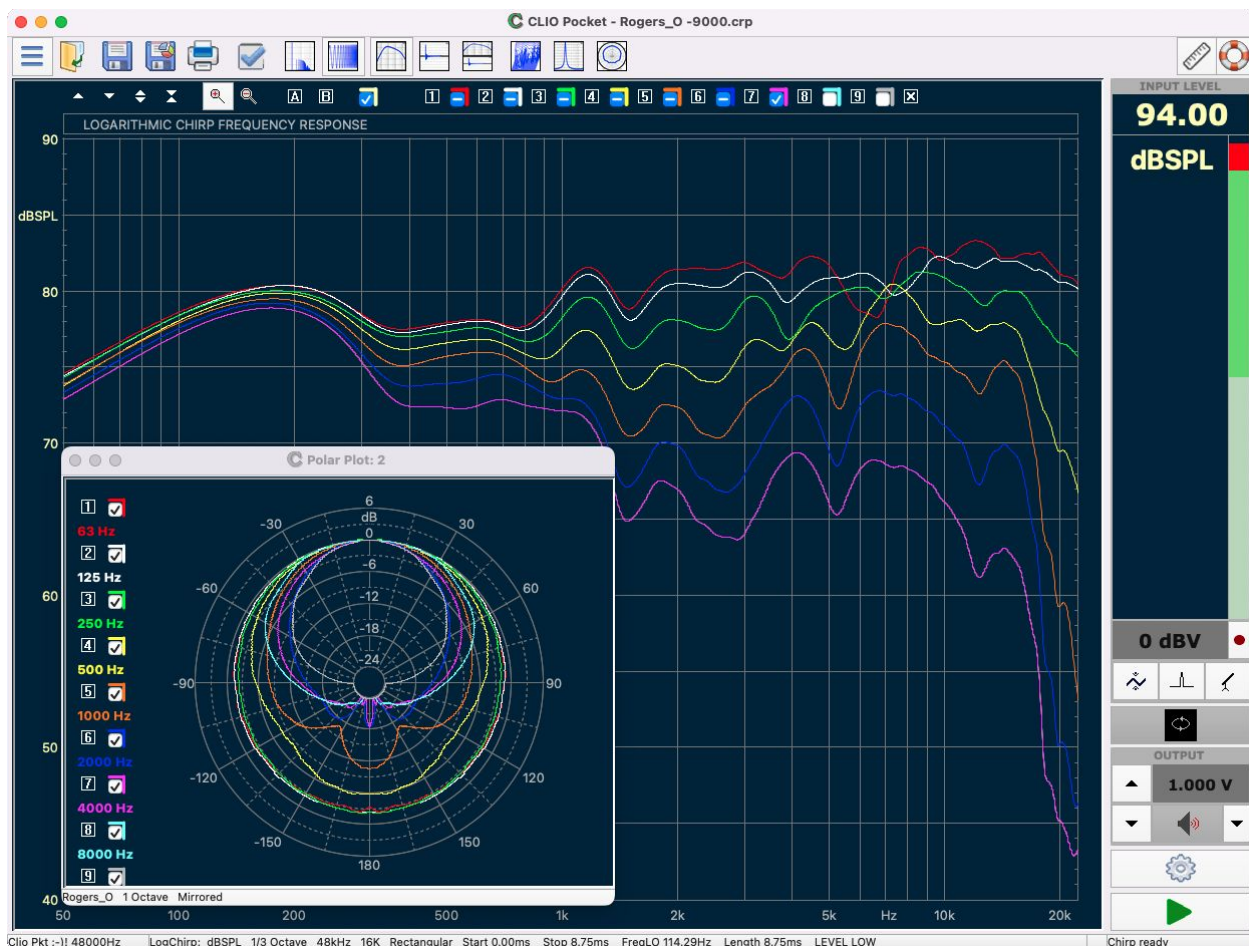 CLIO Pocket - Rogers_O -9000.crp
A B 1 2 3 4 5 6 7 8 9
INPUT LEVEL
94.00
dBSPL
LOGARITHMIC CHIRP FREQUENCY RESPONSE
90
dBSPL
80
70
60
50
40
50 100 200 500 1k 2k 5k Hz 10k 20k
Polar Plot: 2
1
63 Hz
2
125 Hz
3
250 Hz
4
500 Hz
5
1000 Hz
6
2000 Hz
7
4000 Hz
8
8000 Hz
9
6
dB
0
-6
-12
-18
-24
-30 30
-60 60
-90 90
-120 120
-150 150
180
Rogers_O 1 Octave Mirrored
0 dBV
OUTPUT
1.000 V
Clio Pkt :-)! 48000Hz LogChirp: dBSPL 1/3 Octave 48kHz 16K Rectangular Start 0.00ms Stop 8.75ms FreqLO 114.29Hz Length 8.75ms LEVEL LOW Chirp ready